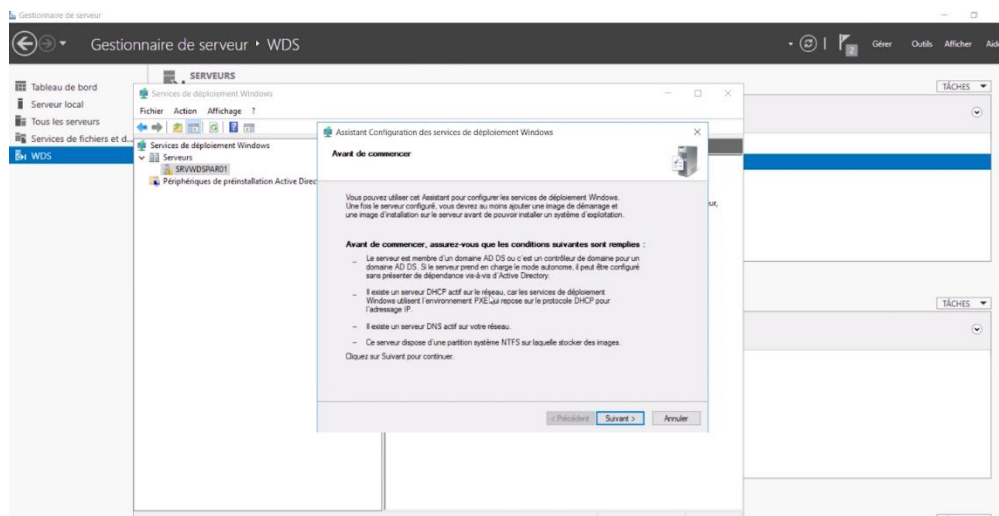 Gestionnaire de serveur
Gestionnaire de serveur ‣ WDS
2
Gérer
Outils
Afficher
Aide
Tableau de bord
Serveur local
Tous les serveurs
Services de fichiers et d...
WDS
SERVEURS
TÂCHES
Services de déploiement Windows
Fichier Action Affichage ?
Services de déploiement Windows
Serveurs
SRVWDSPAR01
Périphériques de préinstallation Active Direc
Assistant Configuration des services de déploiement Windows
Avant de commencer
Vous pouvez utiliser cet Assistant pour configurer les services de déploiement Windows.
Une fois le serveur configuré, vous devrez au moins ajouter une image de démarrage et
une image d'installation sur le serveur avant de pouvoir installer un système d'exploitation.
Avant de commencer, assurez-vous que les conditions suivantes sont remplies :
– Le serveur est membre d'un domaine AD DS ou c'est un contrôleur de domaine pour un
domaine AD DS. Si le serveur prend en charge le mode autonome, il peut être configuré
sans présenter de dépendance vis-à-vis d'Active Directory.
– Il existe un serveur DHCP actif sur le réseau, car les services de déploiement
Windows utilisent l'environnement PXE qui repose sur le protocole DHCP pour
l'adressage IP.
– Il existe un serveur DNS actif sur votre réseau.
– Ce serveur dispose d'une partition système NTFS sur laquelle stocker des images.
Cliquez sur Suivant pour continuer.
< Précédent
Suivant >
Annuler
eur,
TÂCHES